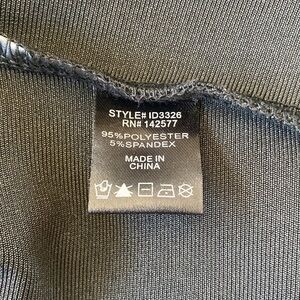 STYLE# ID3326
RN# 142577
95%POLYESTER
5%SPANDEX
MADE IN
CHINA